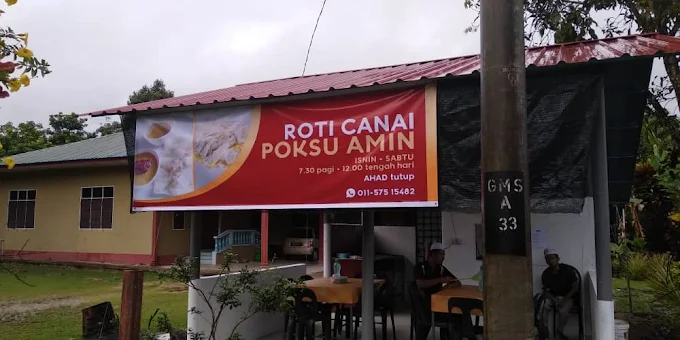 ROTI CANAI
POKSU AMIN
ISNIN - SABTU
7.30 pagi - 12.00 tengah hari
AHAD tutup
011-575 15482
GMS
A
33